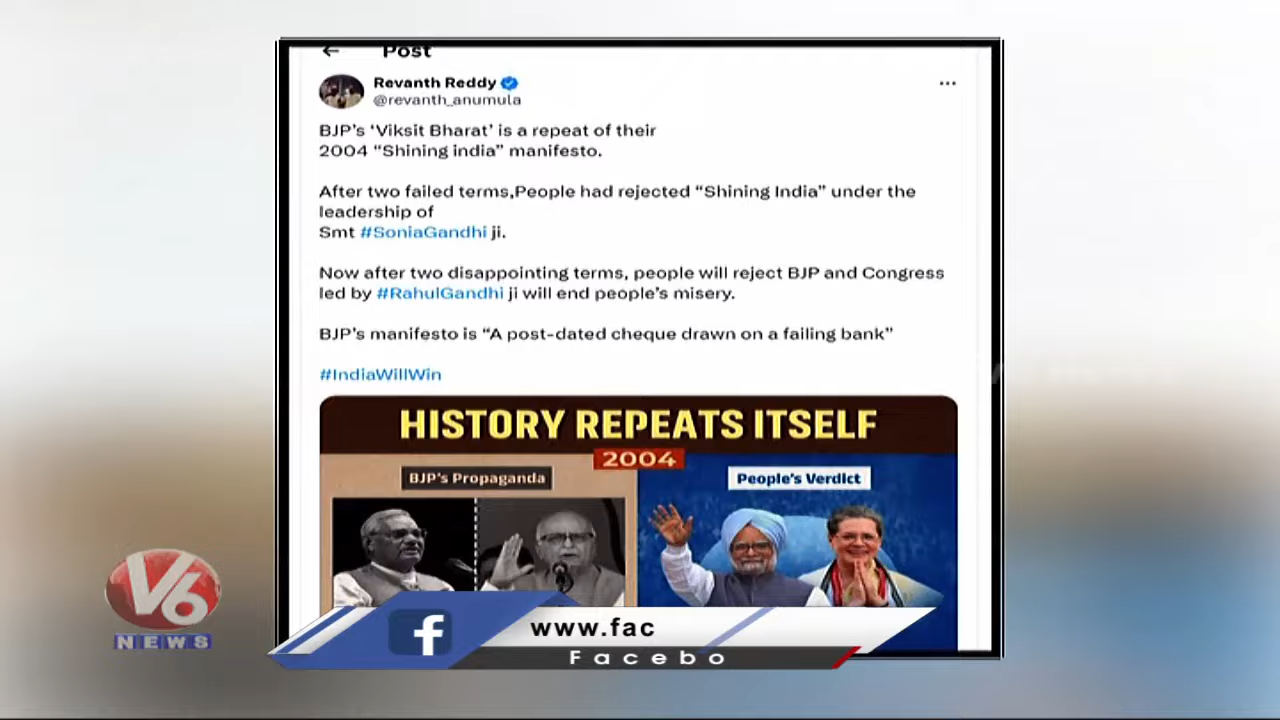 Post
Revanth Reddy
@revanth_anumula
BJP's ‘Viksit Bharat’ is a repeat of their
2004 “Shining india” manifesto.
After two failed terms,People had rejected “Shining India” under the
leadership of
Smt #SoniaGandhi ji.
Now after two disappointing terms, people will reject BJP and Congress
led by #RahulGandhi ji will end people's misery.
BJP's manifesto is “A post-dated cheque drawn on a failing bank”
#IndiaWillWin
HISTORY REPEATS ITSELF
2004
BJP's Propaganda
People's Verdict
V6
NEWS
f
www.fac
Facebo